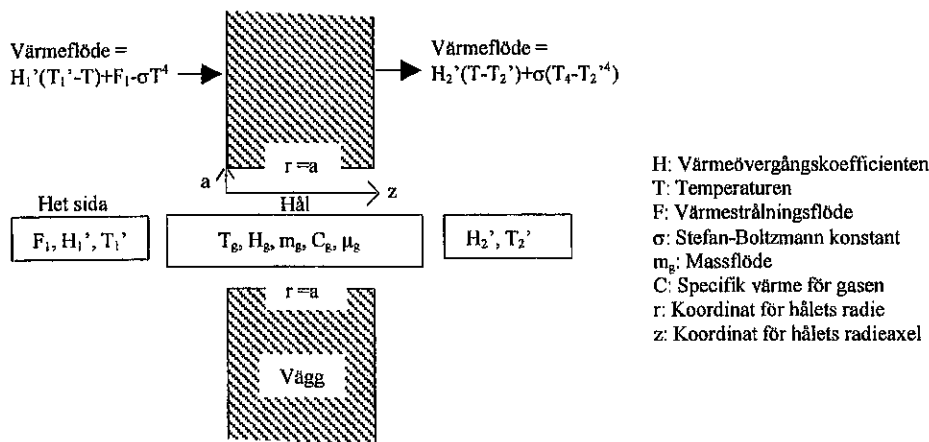 Värmeflöde =
H₁’(T₁’-T)+F₁-σT⁴
Värmeflöde =
H₂’(T-T₂’)+σ(T₄-T₂’⁴)
r =a
a
z
Het sida
Hål
F₁, H₁’, T₁’
T_g, H_g, m_g, C_g, μ_g
H₂’, T₂’
r =a
Vägg
H: Värmeövergångskoefficienten
T: Temperaturen
F: Värmestrålningsflöde
σ: Stefan-Boltzmann konstant
m_g: Massflöde
C: Specifik värme för gasen
r: Koordinat för hålets radie
z: Koordinat för hålets radieaxel